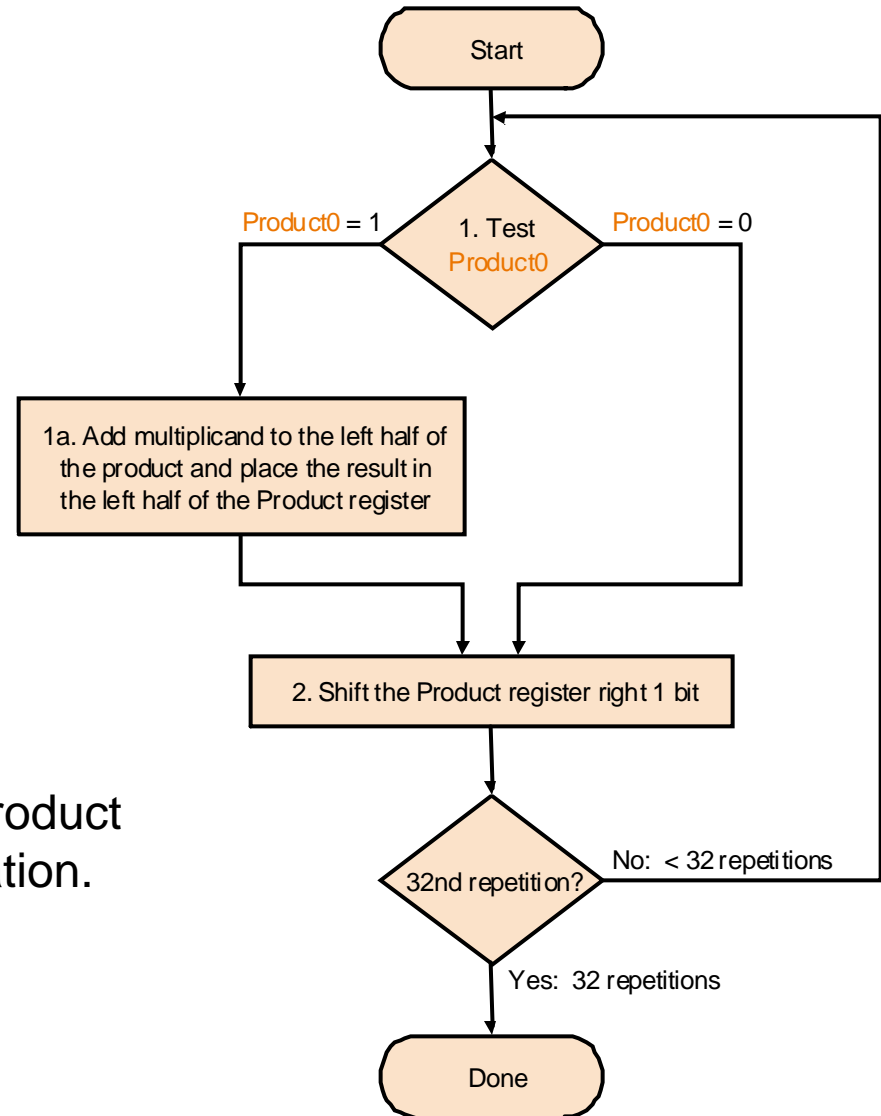 Start
Product0 = 1
1. Test
Product0
Product0 = 0
1a. Add multiplicand to the left half of
the product and place the result in
the left half of the Product register
2. Shift the Product register right 1 bit
32nd repetition?
No: < 32 repetitions
Yes: 32 repetitions
Done